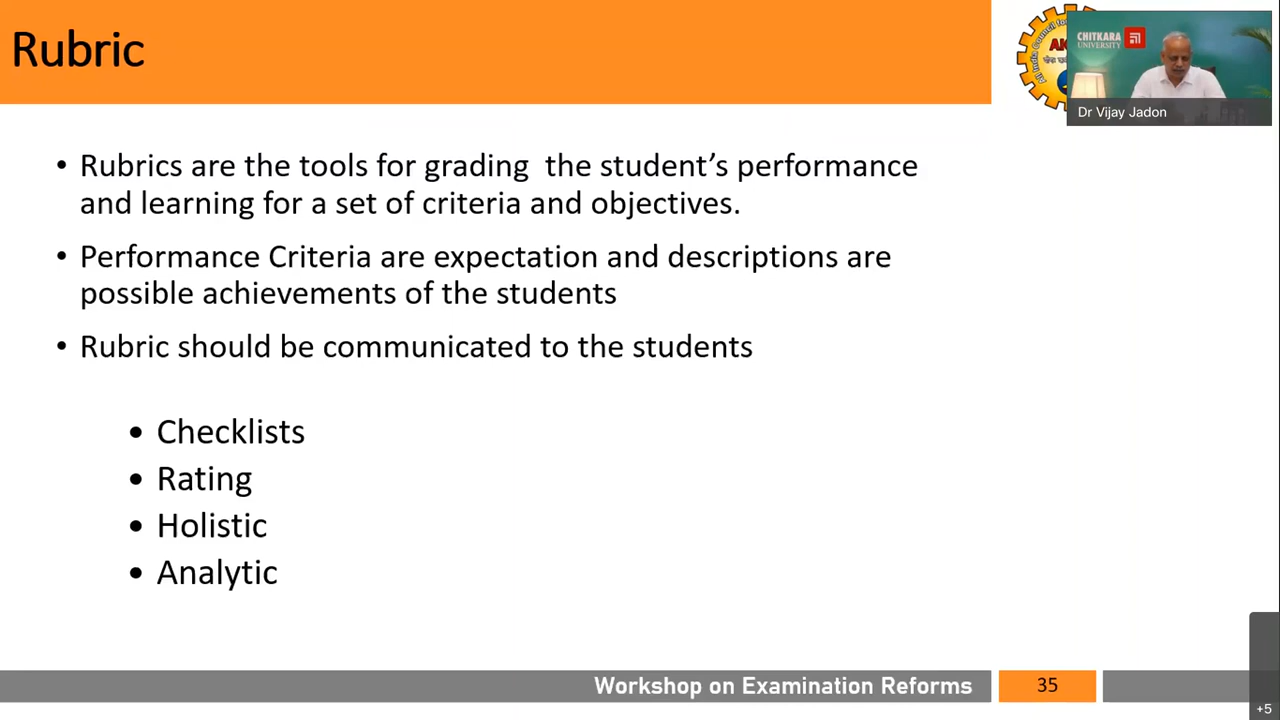 Rubric
CHITKARA
UNIVERSITY
Dr Vijay Jadon
• Rubrics are the tools for grading  the student’s performance
and learning for a set of criteria and objectives.
• Performance Criteria are expectation and descriptions are
possible achievements of the students
• Rubric should be communicated to the students
• Checklists
• Rating
• Holistic
• Analytic
Workshop on Examination Reforms
35
+5